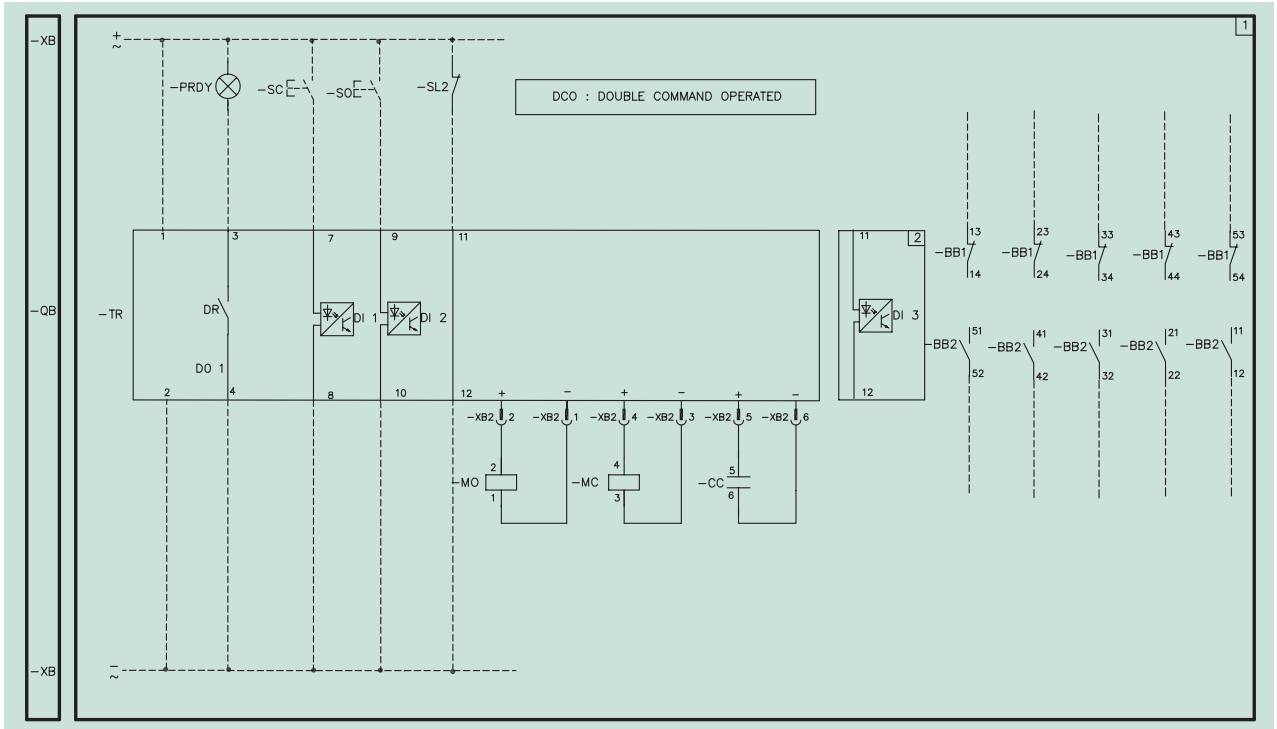 1
-XB
+
~
-PRDY
-SC
-SO
-SL2
DCO : DOUBLE COMMAND OPERATED
1 3 7 9 11
11 2
13 23 33 43 53
-BB1 -BB1 -BB1 -BB1 -BB1
14 24 34 44 54
-QB
-TR
DR
DI 1
DI 2
DI 3
DO 1
51 41 31 21 11
-BB2 -BB2 -BB2 -BB2 -BB2
52 42 32 22 12
2 4 8 10 12 + - + - + -
12
-XB2 2 -XB2 1 -XB2 4 -XB2 3 -XB2 5 -XB2 6
2 4 5
-MO -MC -CC
1 3 6
-XB
-
~